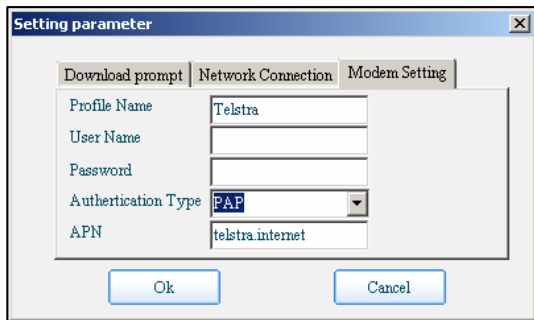 Setting parameter
Download prompt Network Connection Modem Setting
Profile Name Telstra
User Name
Password
Authertication Type PAP
APN telstra.internet
Ok Cancel